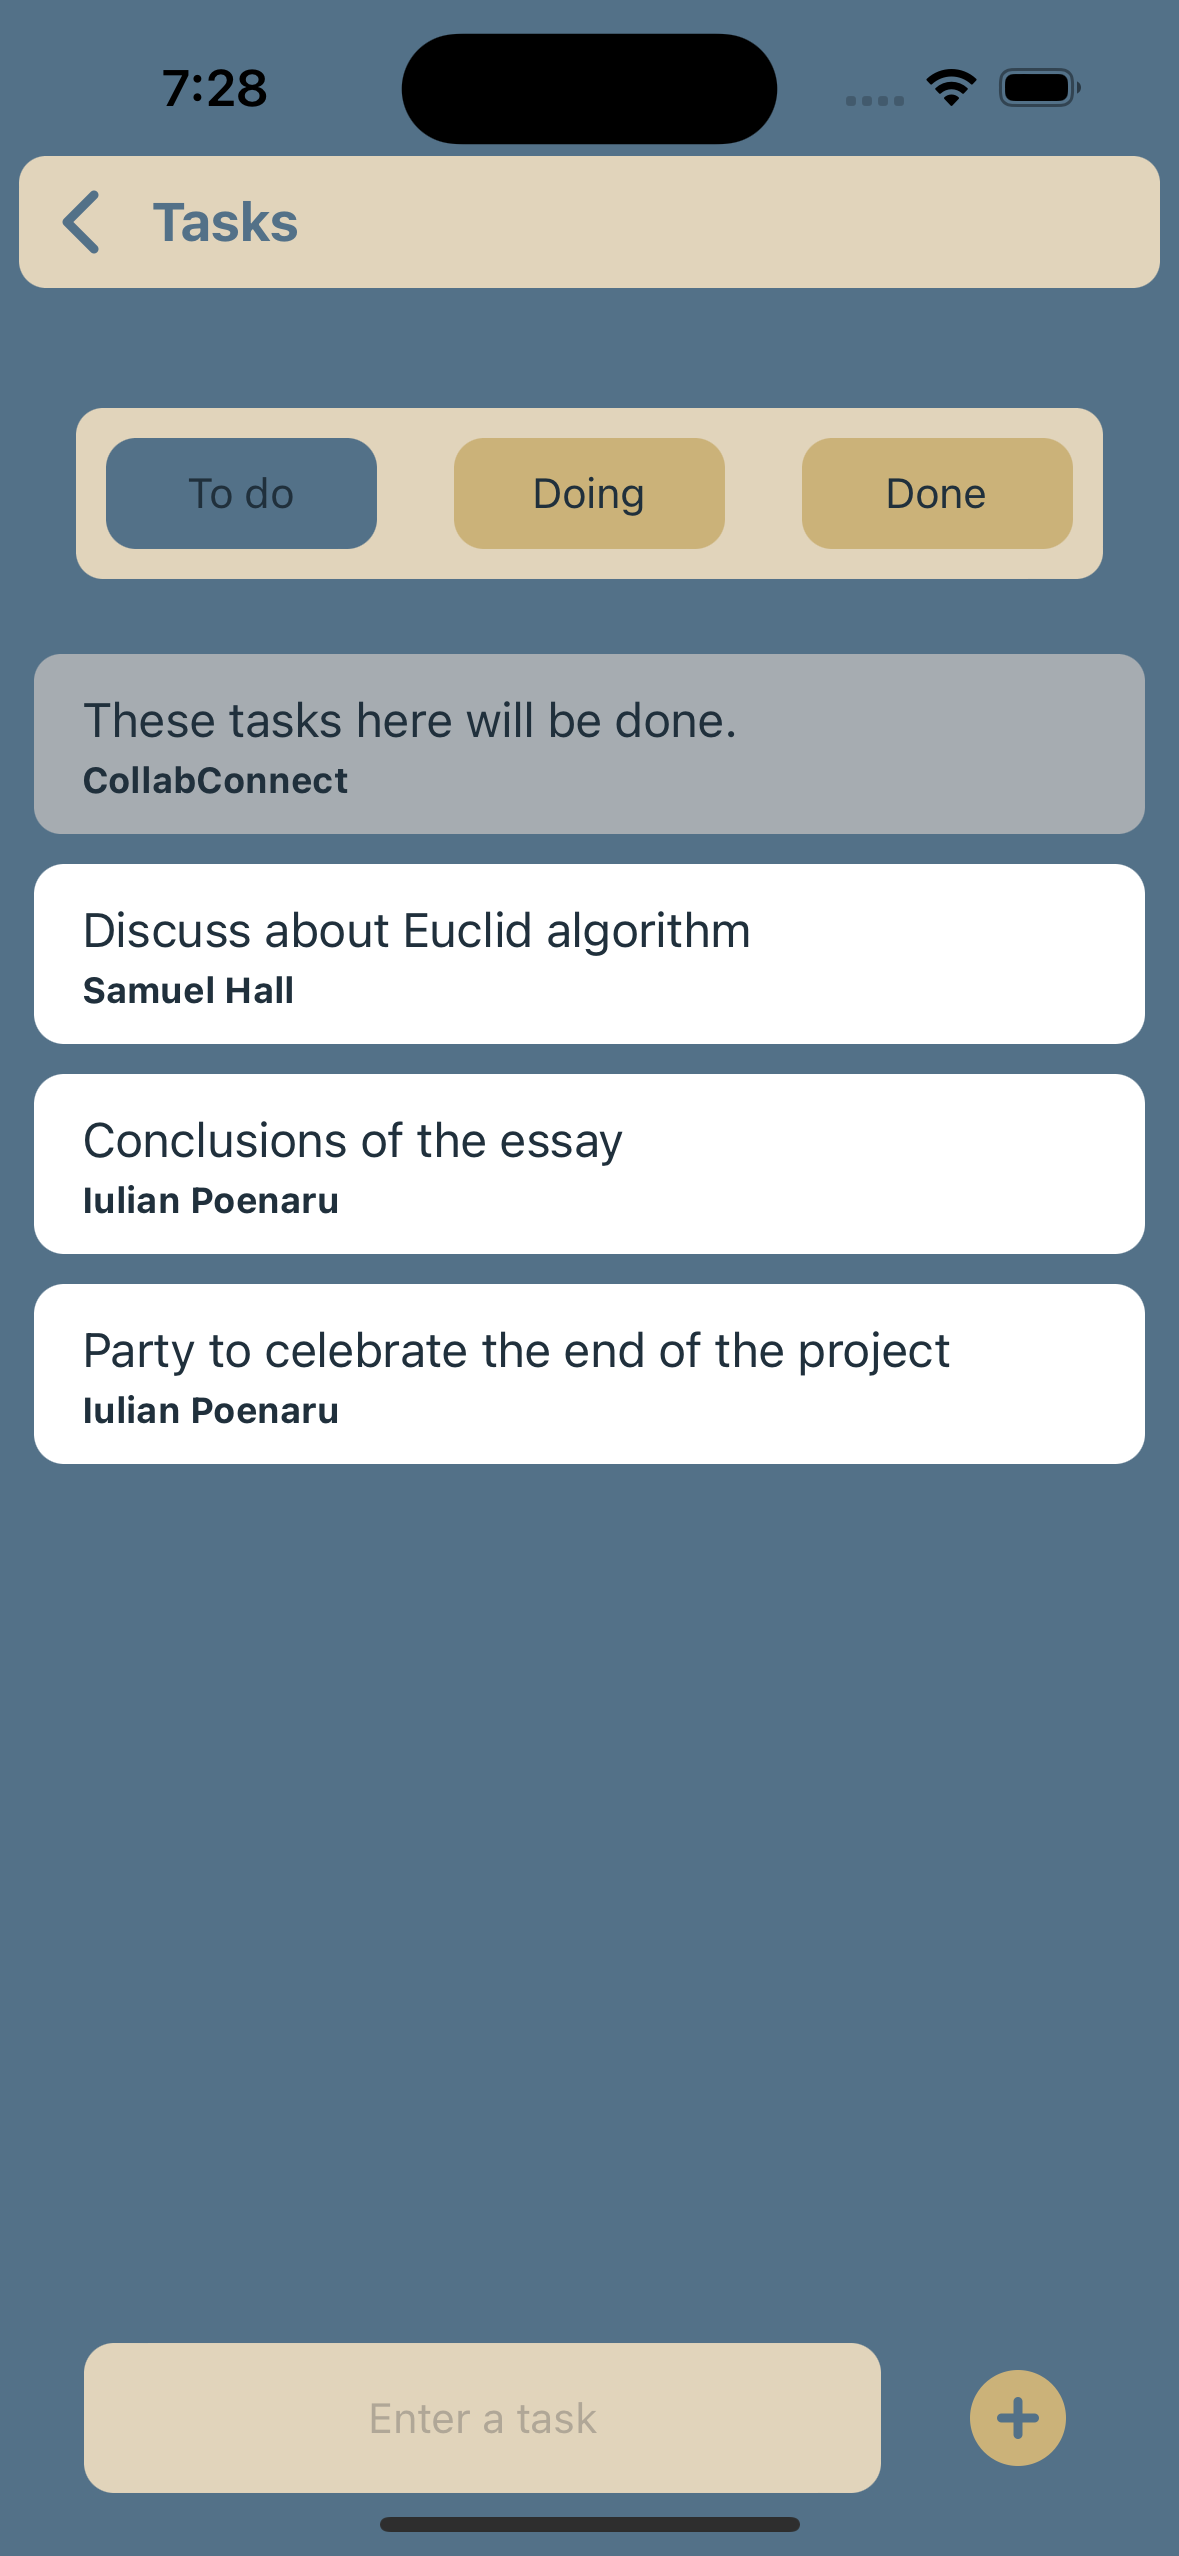 7:28
Tasks
To do
Doing
Done
These tasks here will be done.
CollabConnect
Discuss about Euclid algorithm
Samuel Hall
Conclusions of the essay
Iulian Poenaru
Party to celebrate the end of the project
Iulian Poenaru
Enter a task